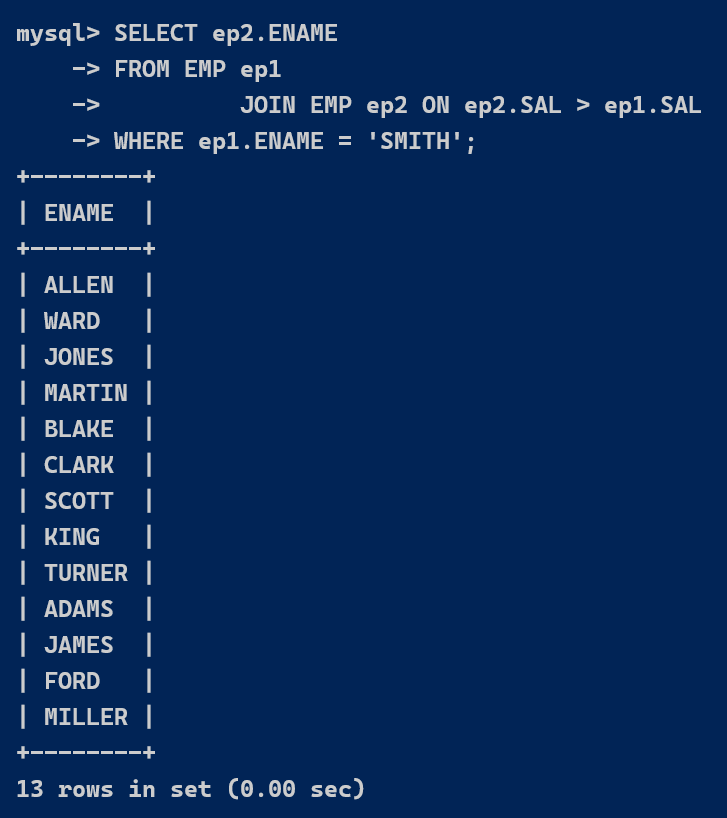 mysql> SELECT ep2.ENAME
    -> FROM EMP ep1
    ->          JOIN EMP ep2 ON ep2.SAL > ep1.SAL
    -> WHERE ep1.ENAME = 'SMITH';
+--------+
| ENAME  |
+--------+
| ALLEN  |
| WARD   |
| JONES  |
| MARTIN |
| BLAKE  |
| CLARK  |
| SCOTT  |
| KING   |
| TURNER |
| ADAMS  |
| JAMES  |
| FORD   |
| MILLER |
+--------+
13 rows in set (0.00 sec)